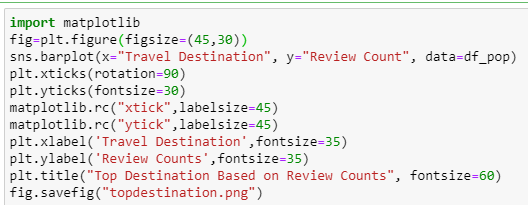 import matplotlib
fig=plt.figure(figsize=(45,30))
sns.barplot(x="Travel Destination", y="Review Count", data=df_pop)
plt.xticks(rotation=90)
plt.yticks(fontsize=30)
matplotlib.rc("xtick",labelsize=45)
matplotlib.rc("ytick",labelsize=45)
plt.xlabel('Travel Destination',fontsize=35)
plt.ylabel('Review Counts',fontsize=35)
plt.title("Top Destination Based on Review Counts", fontsize=60)
fig.savefig("topdestination.png")